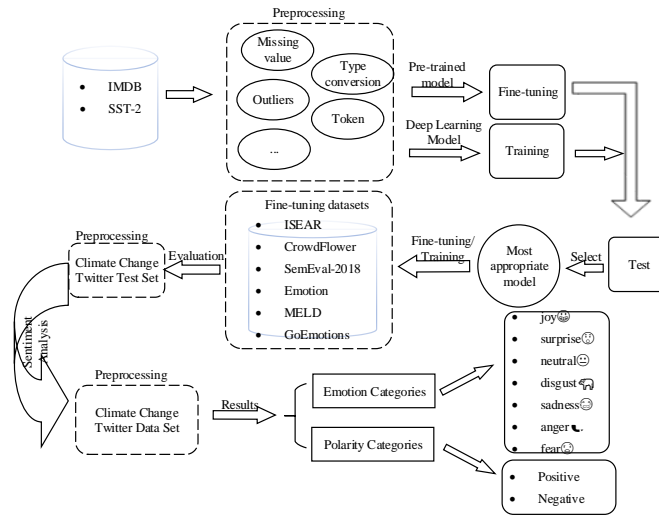 Preprocessing
IMDB
SST-2
Missing
value
Type
conversion
Outliers
Token
...
Pre-trained
model
Fine-tuning
Deep Learning
Model
Training
Fine-tuning datasets
ISEAR
CrowdFlower
SemEval-2018
Emotion
MELD
GoEmotions
Preprocessing
Climate Change
Twitter Test Set
Evaluation
Fine-tuning/
Training
Most
appropriate
model
Select
Test
Sentiment
Analysis
Preprocessing
Climate Change
Twitter Data Set
Results
Emotion Categories
Polarity Categories
joy
surprise
neutral
disgust
sadness
anger
fear
Positive
Negative